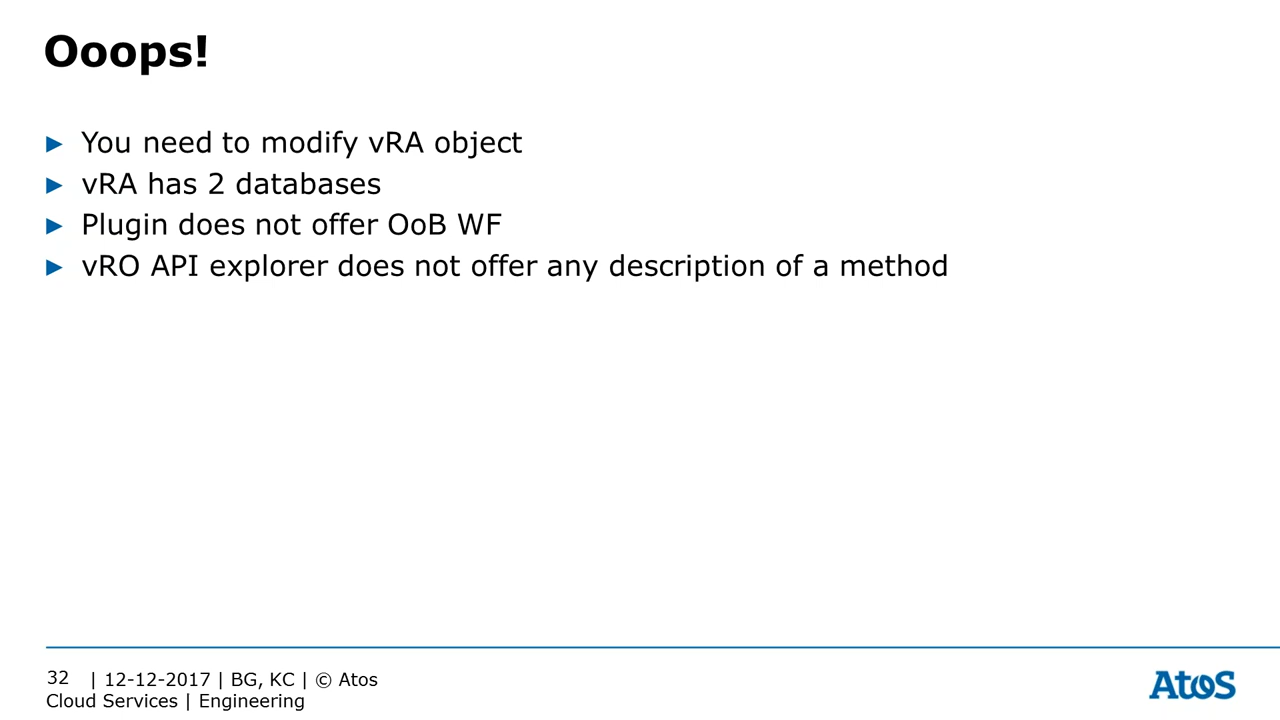 Ooops!
► You need to modify vRA object
► vRA has 2 databases
► Plugin does not offer OoB WF
► vRO API explorer does not offer any description of a method
32 | 12-12-2017 | BG, KC | © Atos
Cloud Services | Engineering
Atos